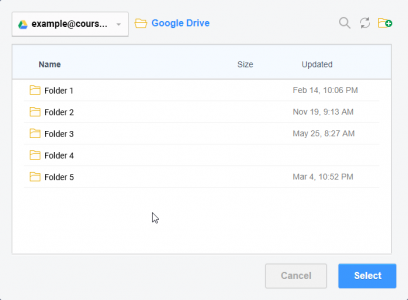 example@cours... Google Drive
Name Size Updated
Folder 1 Feb 14, 10:06 PM
Folder 2 Nov 19, 9:13 AM
Folder 3 May 25, 8:27 AM
Folder 4
Folder 5 Mar 4, 10:52 PM
Cancel Select